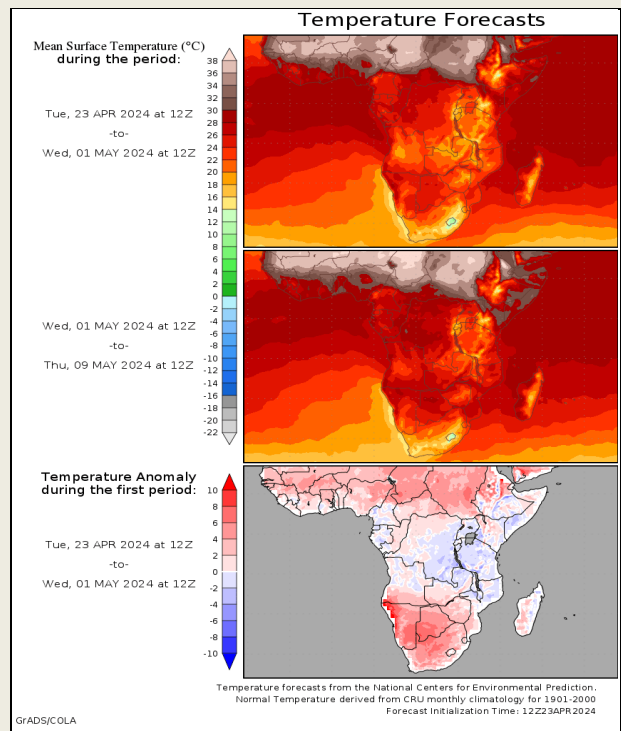 Temperature Forecasts
Mean Surface Temperature (°C)
during the period:
38
36
34
32
30
28
26
24
22
20
18
16
14
12
10
8
6
4
2
0
-2
-4
-6
-8
-10
-12
-14
-16
-18
-20
-22
Tue, 23 APR 2024 at 12Z
-to-
Wed, 01 MAY 2024 at 12Z
Wed, 01 MAY 2024 at 12Z
-to-
Thu, 09 MAY 2024 at 12Z
Temperature Anomaly
during the first period:
10
8
6
4
2
0
-2
-4
-6
-8
-10
Tue, 23 APR 2024 at 12Z
-to-
Wed, 01 MAY 2024 at 12Z
Temperature forecasts from the National Centers for Environmental Prediction.
Normal Temperature derived from CRU monthly climatology for 1901-2000
Forecast Initialization Time: 12Z23APR2024
GrADS/COLA